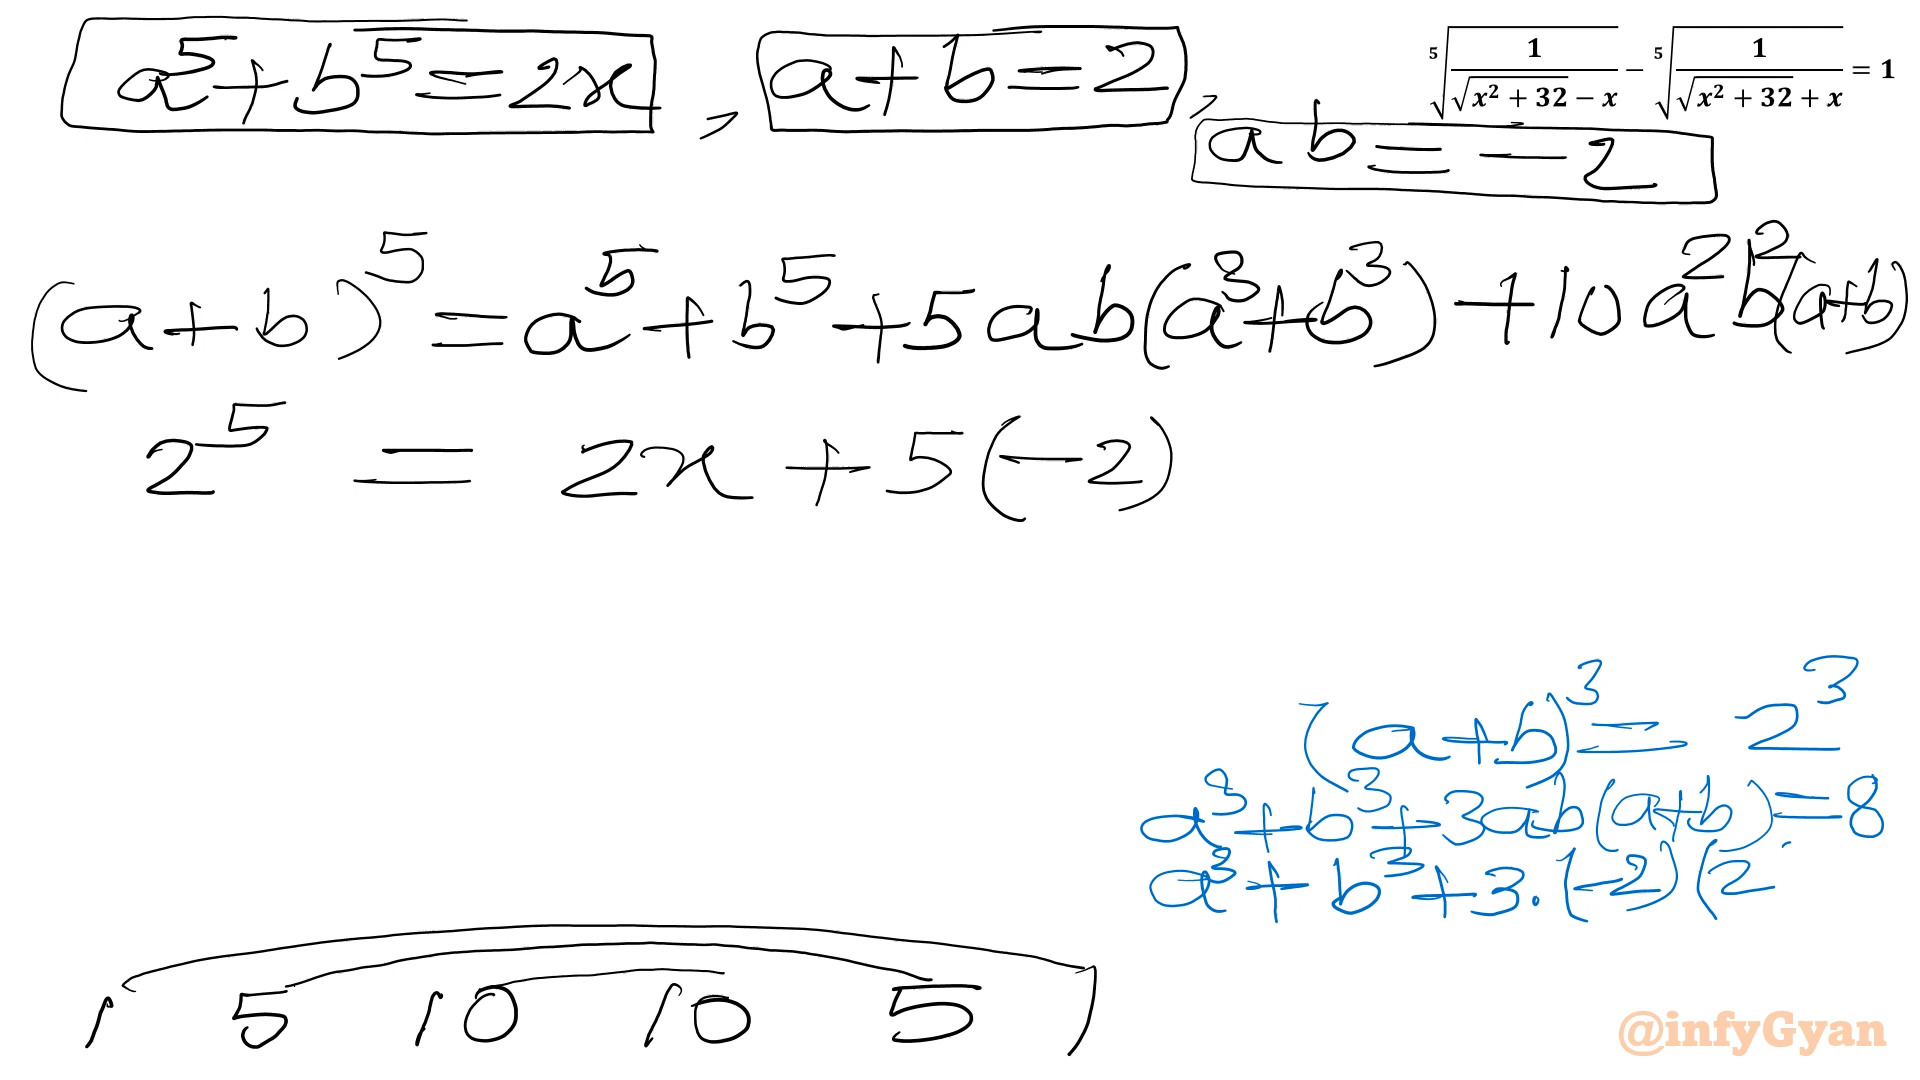 a⁵+b⁵=2x, a+b=2, ⁵√(1/(√(x² + 32) − x)) − ⁵√(1/(√(x² + 32) + x)) = 1
ab=−2
(a+b)⁵=a⁵+b⁵+5ab(a³+b³)+10a²b²(a+b)
2⁵ = 2x+5(−2)
(a+b)³= 2³
a³+b³+3ab(a+b)=8
a³+b³+3.(−2)(2
1 5 10 10 5 1
@infyGyan